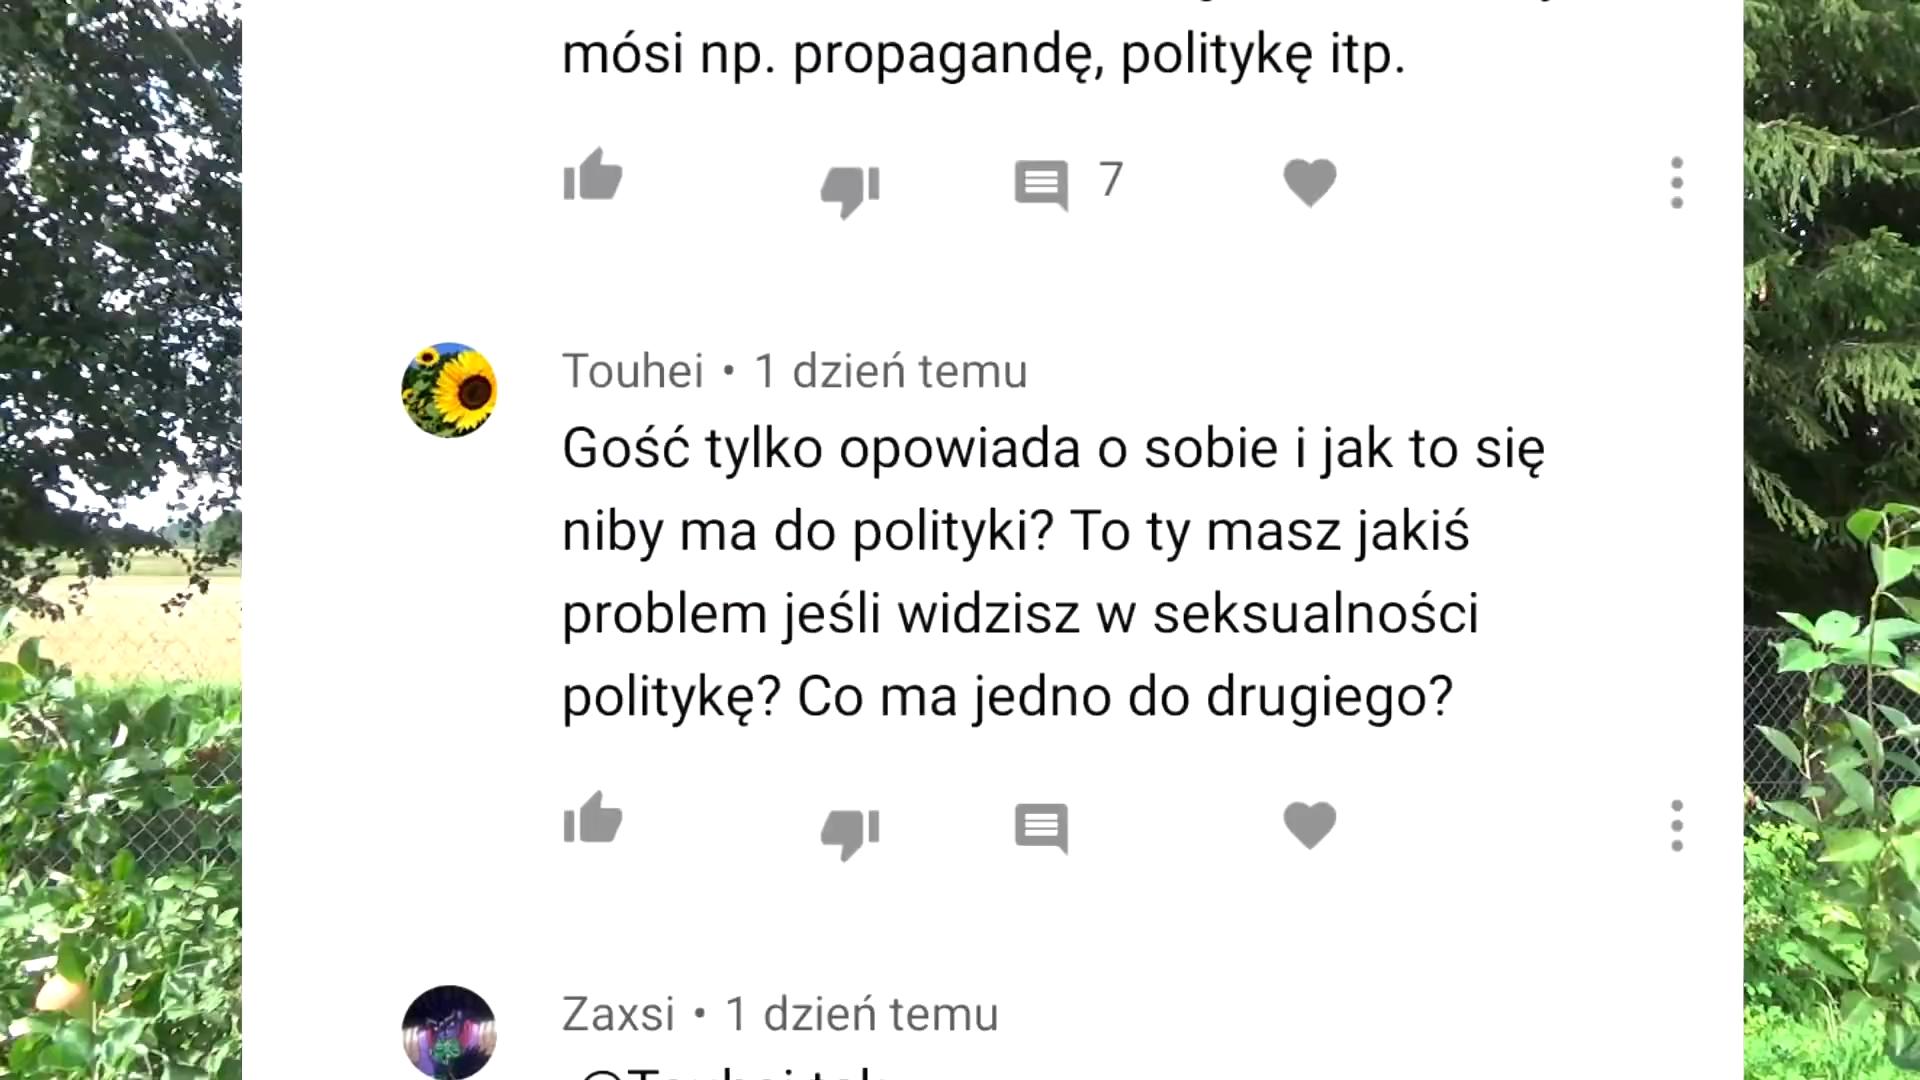 mósi np. propagandę, politykę itp.
7
Touhei • 1 dzień temu
Gość tylko opowiada o sobie i jak to się
niby ma do polityki? To ty masz jakiś
problem jeśli widzisz w seksualności
politykę? Co ma jedno do drugiego?
Zaxsi • 1 dzień temu